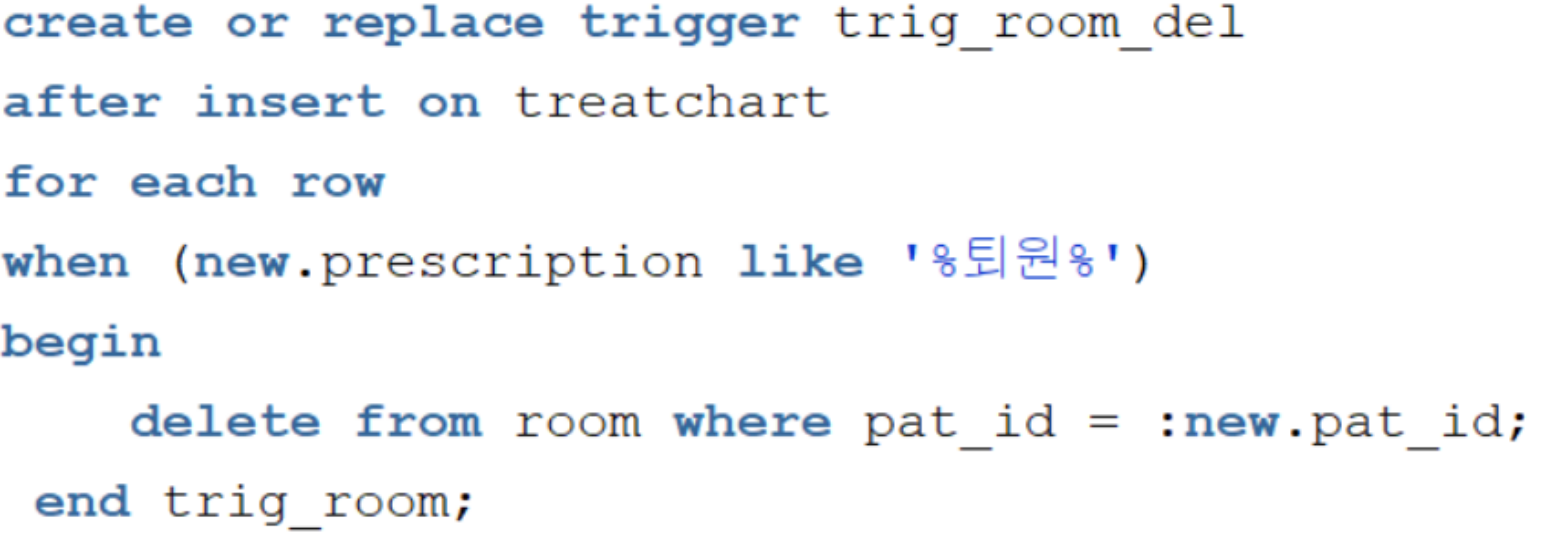 create or replace trigger trig_room_del
after insert on treatchart
for each row
when (new.prescription like '%퇴원%')
begin
delete from room where pat_id = :new.pat_id;
end trig_room;